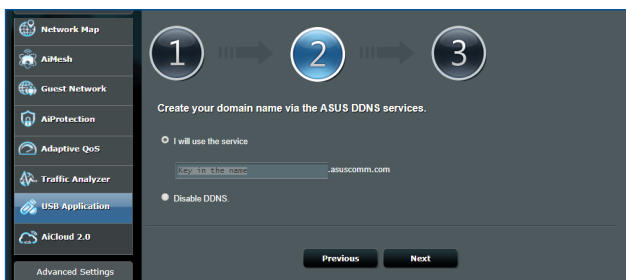 Network Map
AiMesh
Guest Network
AiProtection
Adaptive QoS
Traffic Analyzer
USB Application
AiCloud 2.0
Advanced Settings
1
2
3
Create your domain name via the ASUS DDNS services.
I will use the service
Key in the name .asuscomm.com
Disable DDNS.
Previous Next